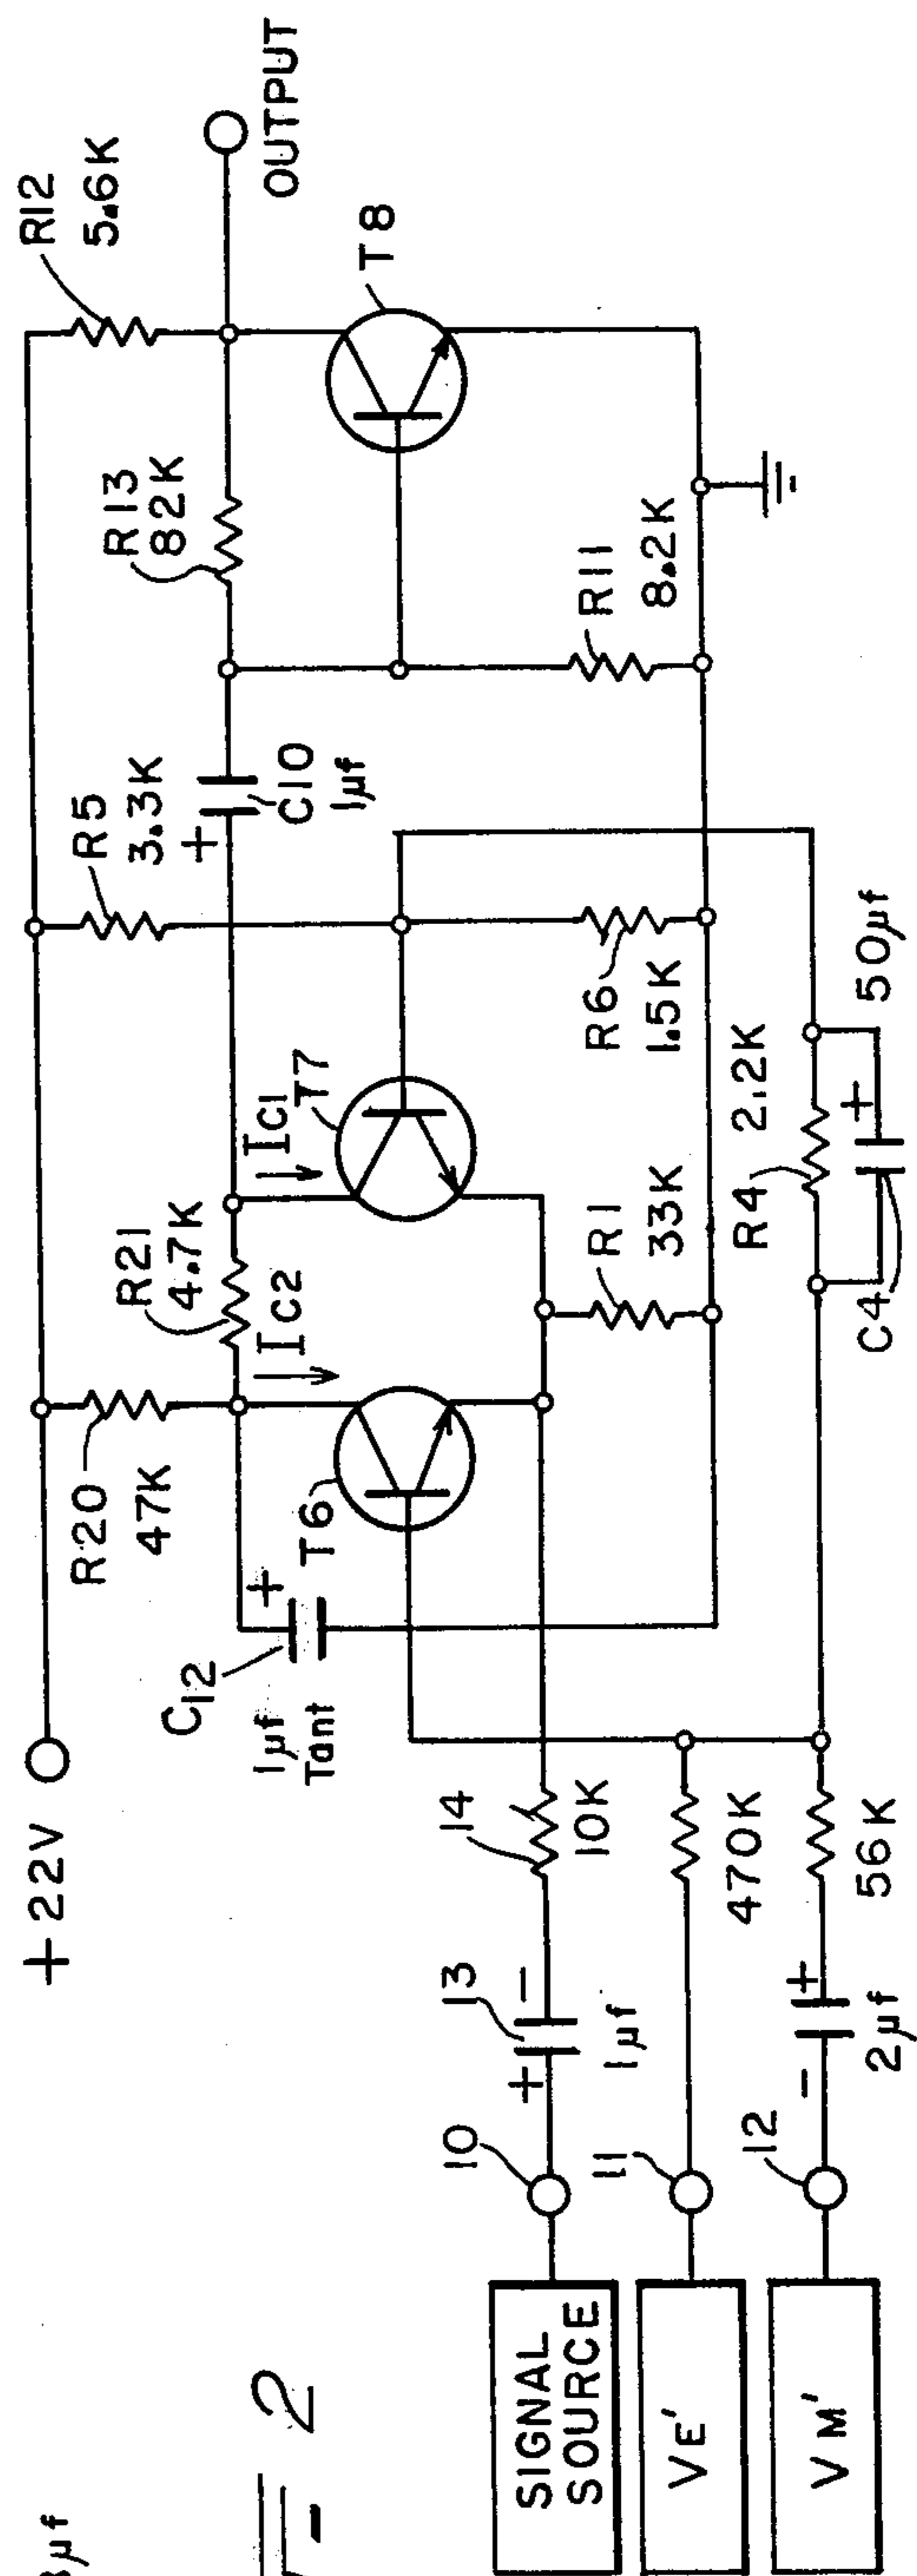 +22V
R20
47K
R5
3.3K
R12
5.6K
OUTPUT
C12
1µf
Tant
+
R21
4.7K
IC2
IC1
+
C10
1µf
R13
82K
T6
T7
T8
R1
33K
R6
1.5K
R11
8.2K
SIGNAL
SOURCE
10
+
13
-
1µf
14
10K
VE'
11
470K
VM'
12
-
+
2µf
56K
R4
2.2K
C4
+
50µf
- 2
µf